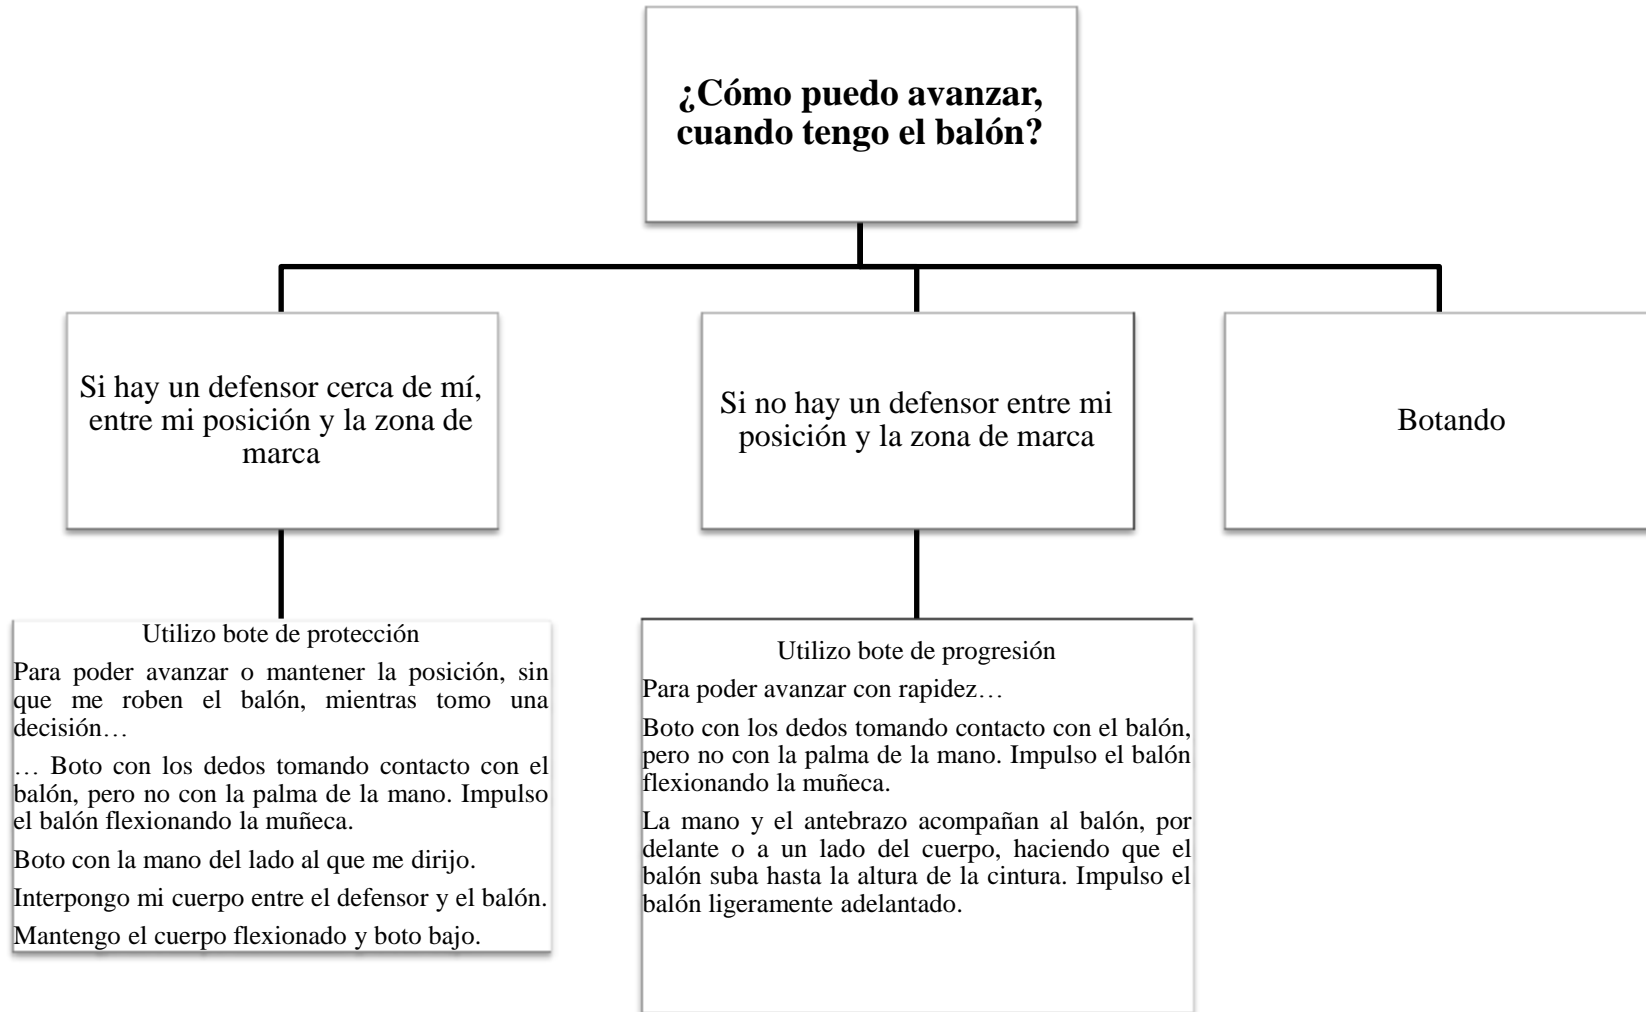 ¿Cómo puedo avanzar,
cuando tengo el balón?
Si hay un defensor cerca de mí,
entre mi posición y la zona de
marca
Si no hay un defensor entre mi
posición y la zona de marca
Botando
Utilizo bote de protección
Para poder avanzar o mantener la posición, sin
que me roben el balón, mientras tomo una
decisión…
… Boto con los dedos tomando contacto con el
balón, pero no con la palma de la mano. Impulso
el balón flexionando la muñeca.
Boto con la mano del lado al que me dirijo.
Interpongo mi cuerpo entre el defensor y el balón.
Mantengo el cuerpo flexionado y boto bajo.
Utilizo bote de progresión
Para poder avanzar con rapidez…
Boto con los dedos tomando contacto con el balón,
pero no con la palma de la mano. Impulso el balón
flexionando la muñeca.
La mano y el antebrazo acompañan al balón, por
delante o a un lado del cuerpo, haciendo que el
balón suba hasta la altura de la cintura. Impulso el
balón ligeramente adelantado.